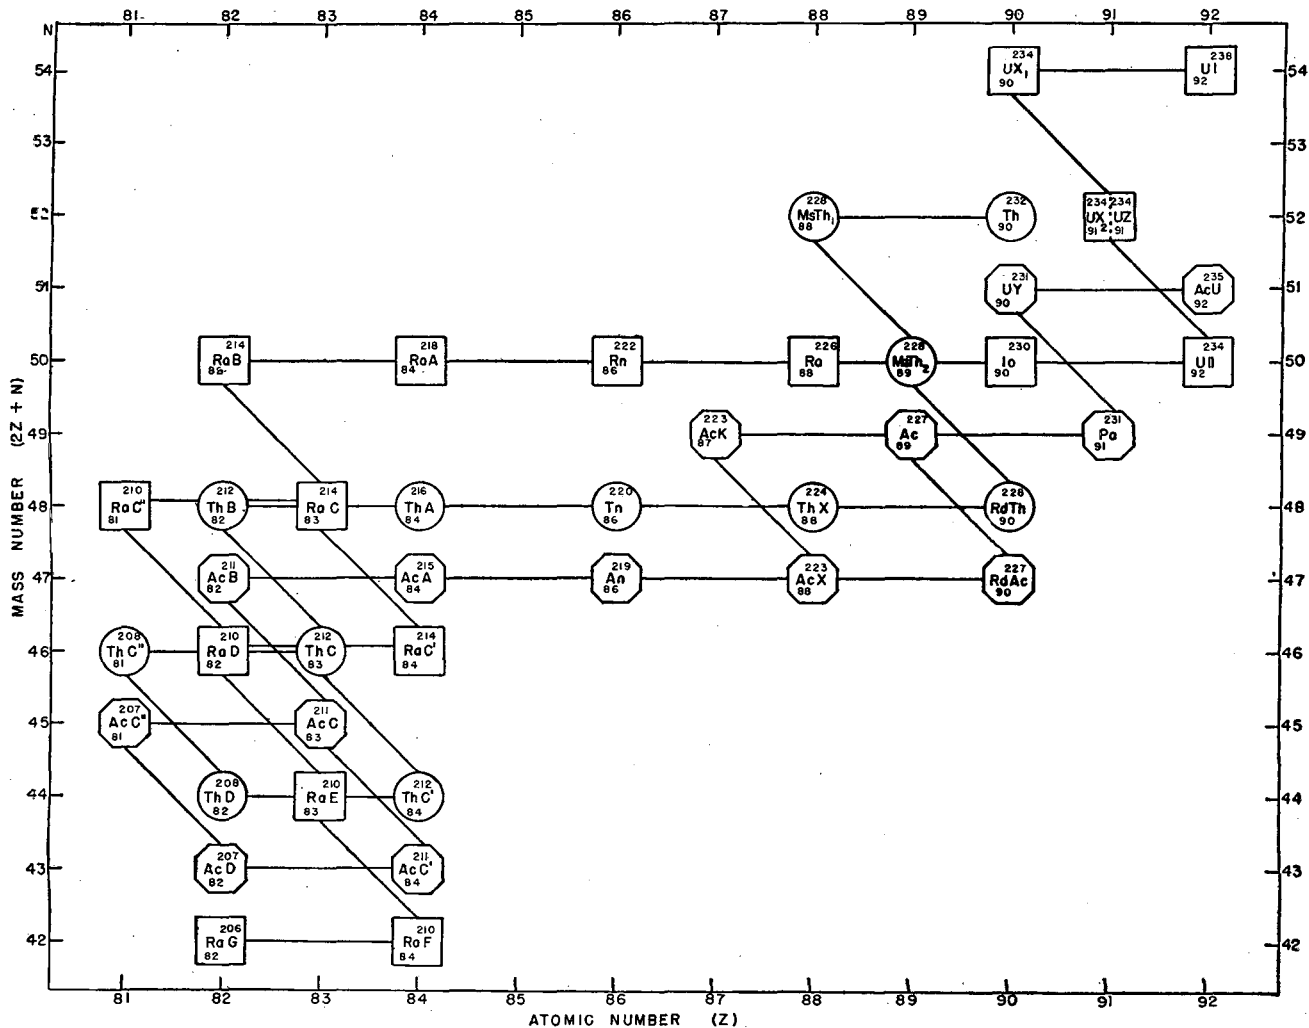 81 82 83 84 85 86 87 88 89 90 91 92
N
54 234 UX1 90 238 UI 92 54
53 53
52 228 MsTh1 88 232 Th 90 234 UX2 91 234 UZ 91 52
51 231 UY 90 235 AcU 92 51
50 214 RaB 82 218 RaA 84 222 Rn 86 226 Ra 88 228 MsTh2 89 230 Io 90 234 UII 92 50
49 223 AcK 87 227 Ac 89 231 Pa 91 49
48 210 RaC" 81 212 ThB 82 214 RaC 83 216 ThA 84 220 Tn 86 224 ThX 88 228 RdTh 90 48
47 211 AcB 82 215 AcA 84 219 An 86 223 AcX 88 227 RdAc 90 47
46 208 ThC" 81 210 RaD 82 212 ThC 83 214 RaC' 84 46
45 207 AcC" 81 211 AcC 83 45
44 208 ThD 82 210 RaE 83 212 ThC' 84 44
43 207 AcD 82 211 AcC' 84 43
42 206 RaG 82 210 RaF 84 42
MASS NUMBER (2Z + N)
81 82 83 84 85 86 87 88 89 90 91 92
ATOMIC NUMBER (Z)